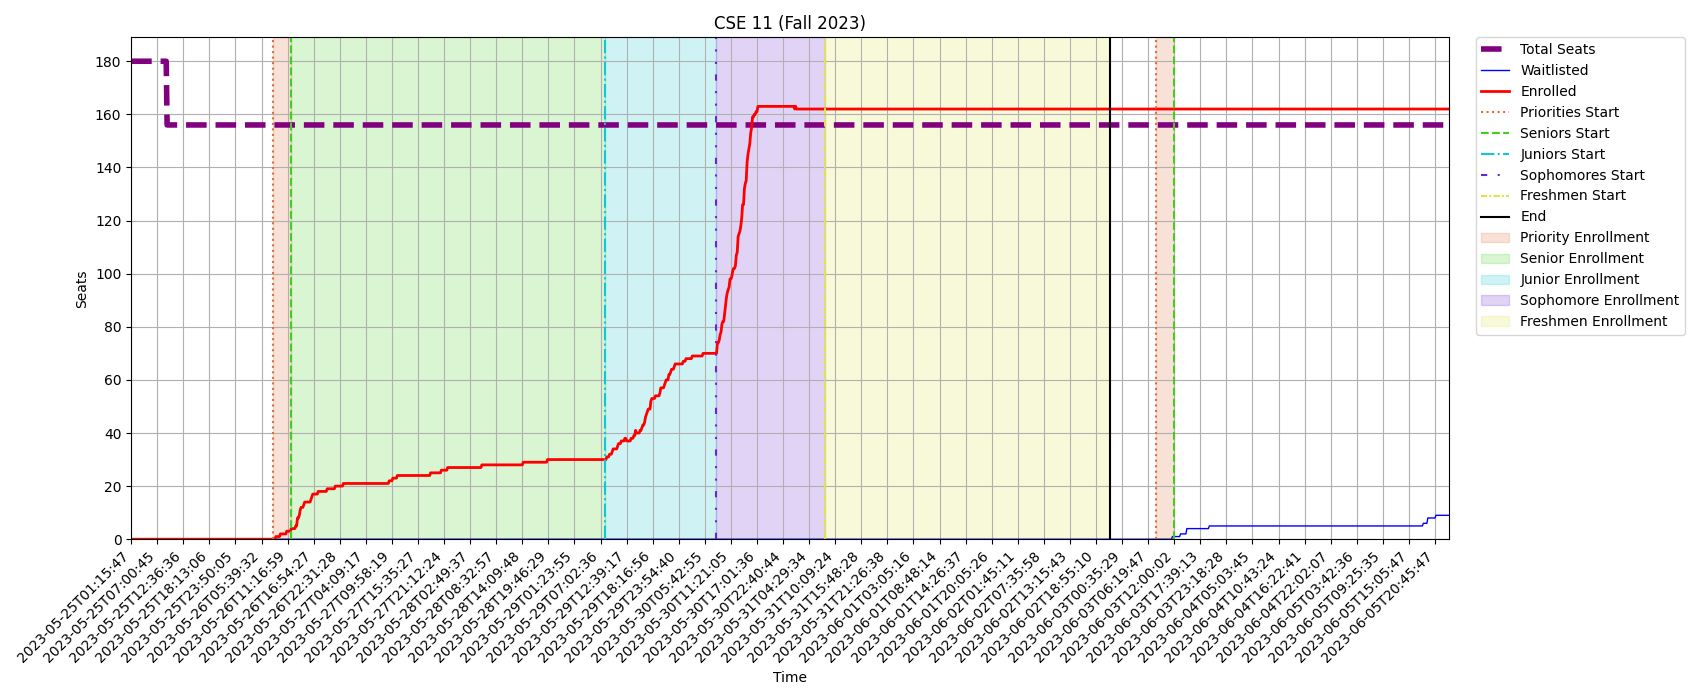 CSE 11 (Fall 2023)
Seats
180
160
140
120
100
80
60
40
20
0
2023-05-25T01:15:47
2023-05-25T07:00:45
2023-05-25T12:36:36
2023-05-25T18:13:06
2023-05-25T23:50:05
2023-05-26T05:39:32
2023-05-26T11:16:59
2023-05-26T16:54:27
2023-05-26T22:31:28
2023-05-27T04:09:17
2023-05-27T09:58:19
2023-05-27T15:35:27
2023-05-27T21:12:24
2023-05-28T02:49:37
2023-05-28T08:32:57
2023-05-28T14:09:48
2023-05-28T19:46:29
2023-05-29T01:23:55
2023-05-29T07:02:36
2023-05-29T12:39:17
2023-05-29T18:16:56
2023-05-29T23:54:40
2023-05-30T05:42:55
2023-05-30T11:21:05
2023-05-30T17:01:36
2023-05-30T22:40:44
2023-05-31T04:29:34
2023-05-31T10:09:24
2023-05-31T15:48:28
2023-05-31T21:26:38
2023-06-01T03:05:16
2023-06-01T08:48:14
2023-06-01T14:26:37
2023-06-01T20:05:26
2023-06-02T01:45:11
2023-06-02T07:35:58
2023-06-02T13:15:43
2023-06-02T18:55:10
2023-06-03T00:35:29
2023-06-03T06:19:47
2023-06-03T12:00:02
2023-06-03T17:39:13
2023-06-03T23:18:28
2023-06-04T05:03:45
2023-06-04T10:43:24
2023-06-04T16:22:41
2023-06-04T22:02:07
2023-06-05T03:42:36
2023-06-05T09:25:35
2023-06-05T15:05:47
2023-06-05T20:45:47
Time
Total Seats
Waitlisted
Enrolled
Priorities Start
Seniors Start
Juniors Start
Sophomores Start
Freshmen Start
End
Priority Enrollment
Senior Enrollment
Junior Enrollment
Sophomore Enrollment
Freshmen Enrollment